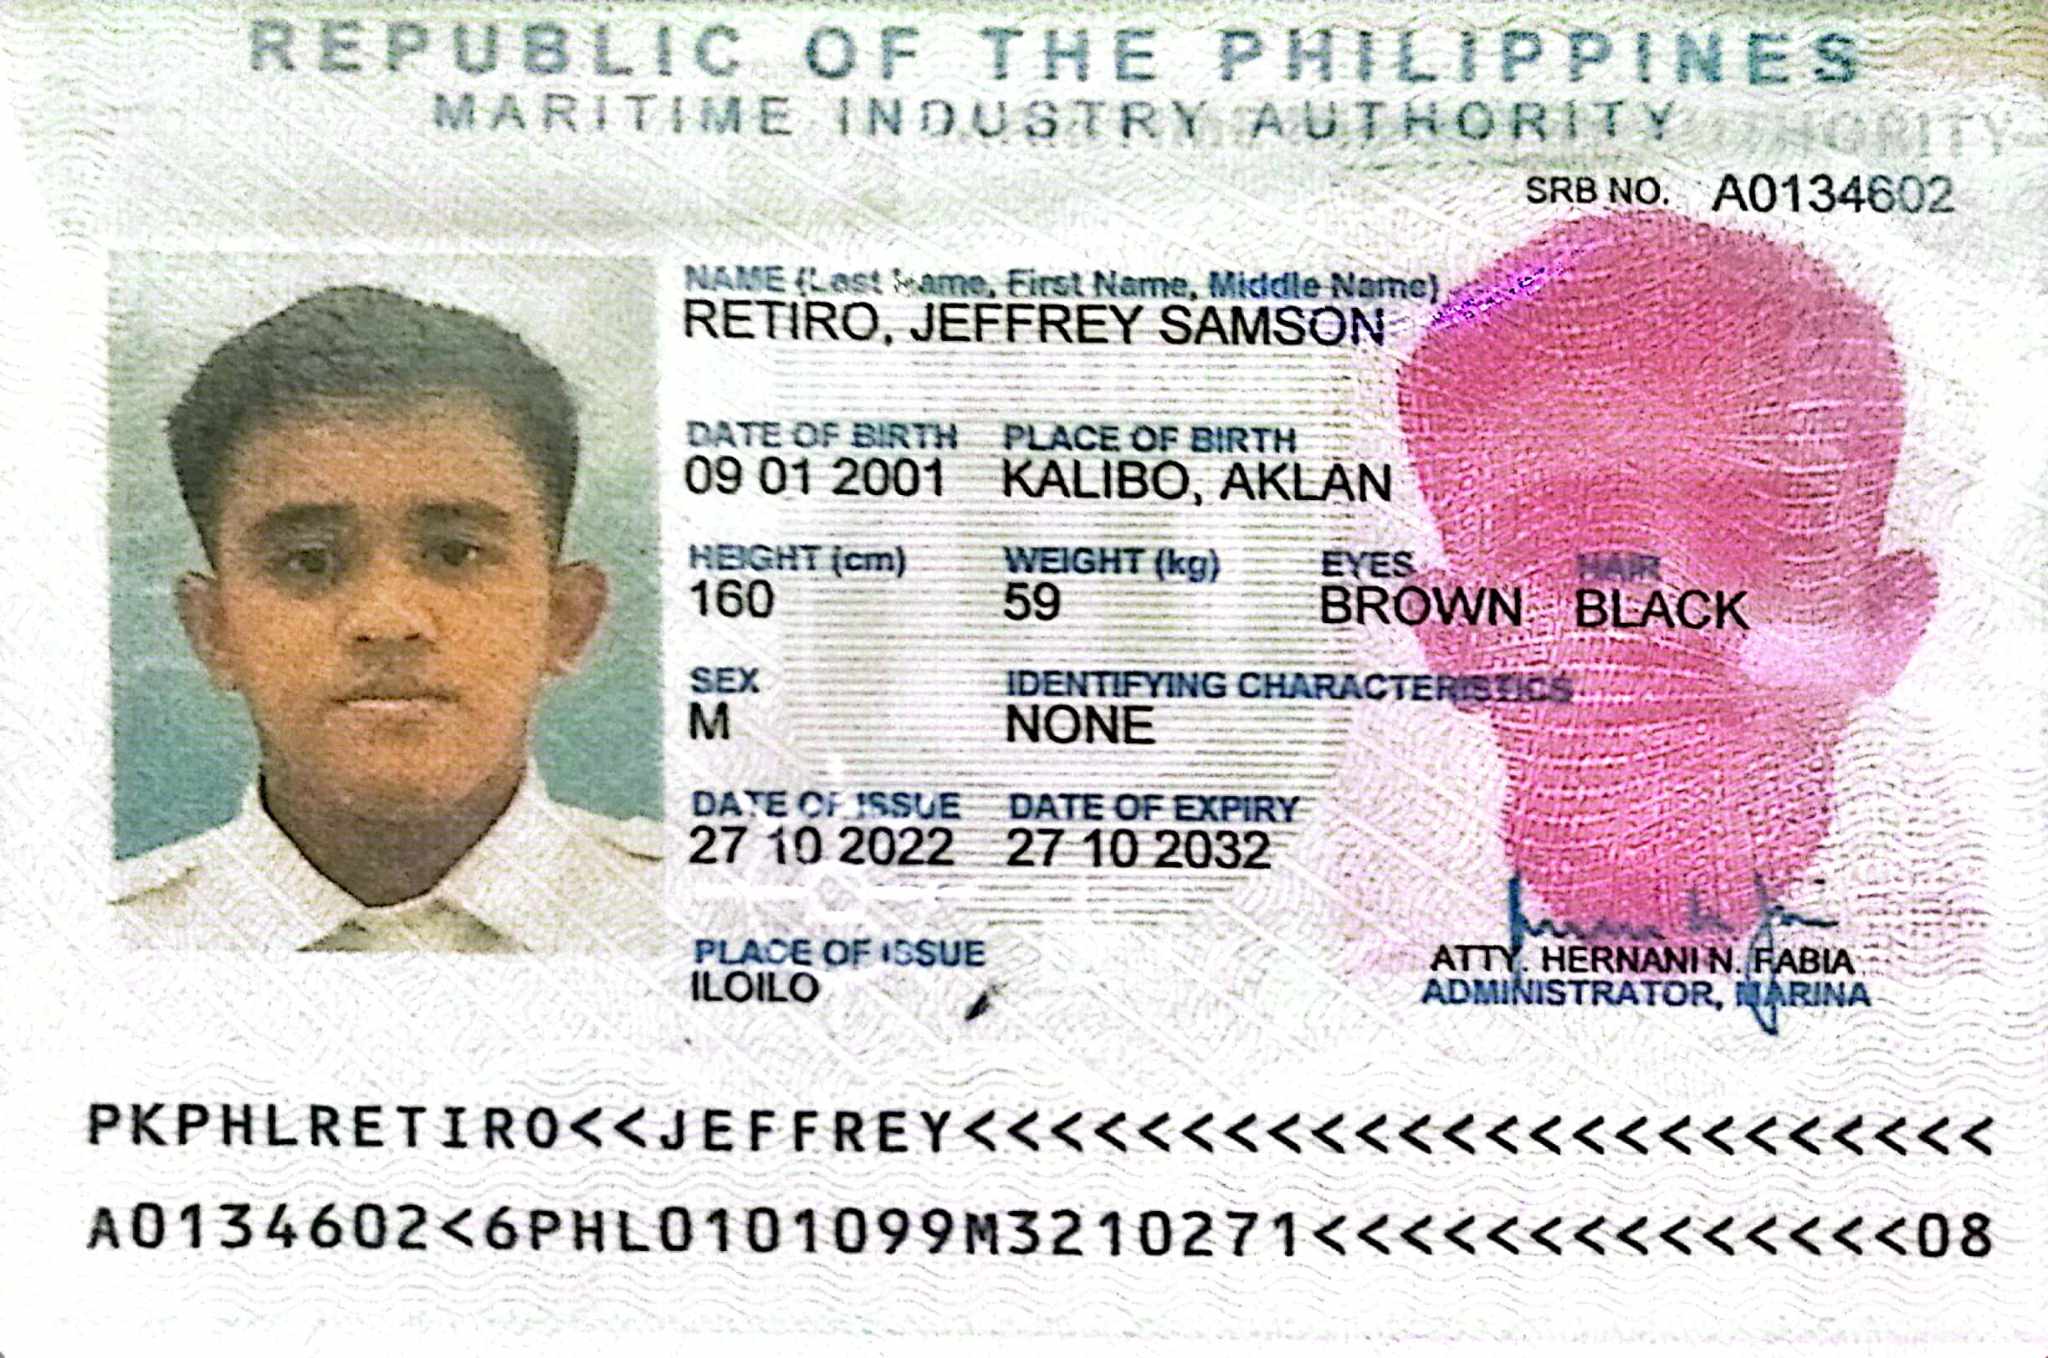 REPUBLIC OF THE PHILIPPINES
MARITIME INDUSTRY AUTHORITY
SRB NO. A0134602
NAME (Last Name, First Name, Middle Name)
RETIRO, JEFFREY SAMSON
DATE OF BIRTH PLACE OF BIRTH
09 01 2001 KALIBO, AKLAN
HEIGHT (cm) WEIGHT (kg) EYES HAIR
160 59 BROWN BLACK
SEX IDENTIFYING CHARACTERISTICS
M NONE
DATE OF ISSUE DATE OF EXPIRY
27 10 2022 27 10 2032
PLACE OF ISSUE
ILOILO
ATTY. HERNANI N. FABIA
ADMINISTRATOR, MARINA
PKPHLRETIRO<<JEFFREY<<<<<<<<<<<<<<<<<<<<<<<<
A0134602<6PHL0101099M3210271<<<<<<<<<<<<<<08